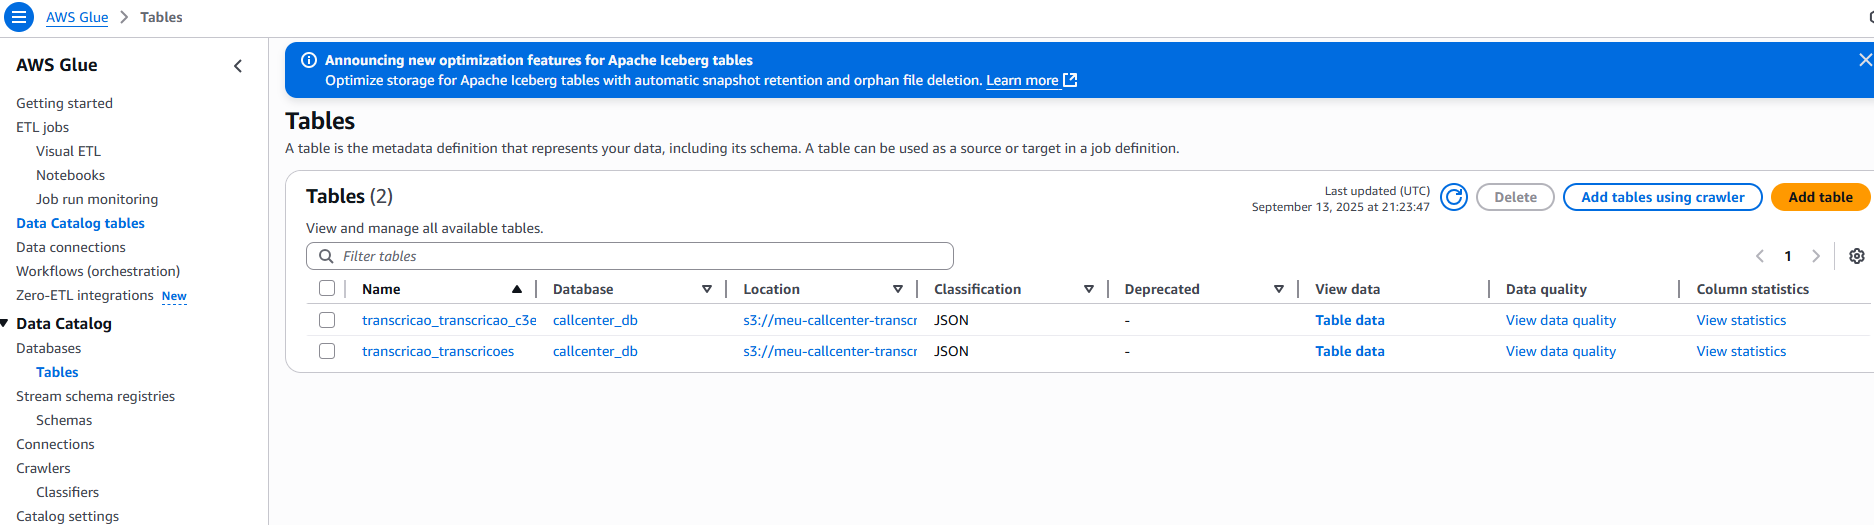 AWS Glue > Tables
AWS Glue
Getting started
ETL jobs
Visual ETL
Notebooks
Job run monitoring
Data Catalog tables
Data connections
Workflows (orchestration)
Zero-ETL integrations New
Data Catalog
Databases
Tables
Stream schema registries
Schemas
Connections
Crawlers
Classifiers
Catalog settings
Announcing new optimization features for Apache Iceberg tables
Optimize storage for Apache Iceberg tables with automatic snapshot retention and orphan file deletion. Learn more
Tables
A table is the metadata definition that represents your data, including its schema. A table can be used as a source or target in a job definition.
Tables (2)
Last updated (UTC)
September 13, 2025 at 21:23:47
Delete
Add tables using crawler
Add table
View and manage all available tables.
Filter tables
1
Name Database Location Classification Deprecated View data Data quality Column statistics
transcricao_transcricao_c3e callcenter_db s3://meu-callcenter-transcr JSON - Table data View data quality View statistics
transcricao_transcricoes callcenter_db s3://meu-callcenter-transcr JSON - Table data View data quality View statistics